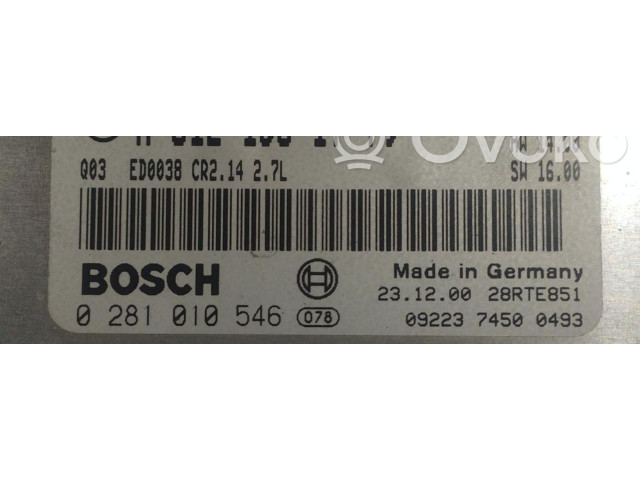 Ovoko
Q03 ED0038 CR2.14 2.7L SW 16.00
BOSCH
Made in Germany
23.12.00 28RTE851
0 281 010 546 078
09223 7450 0493